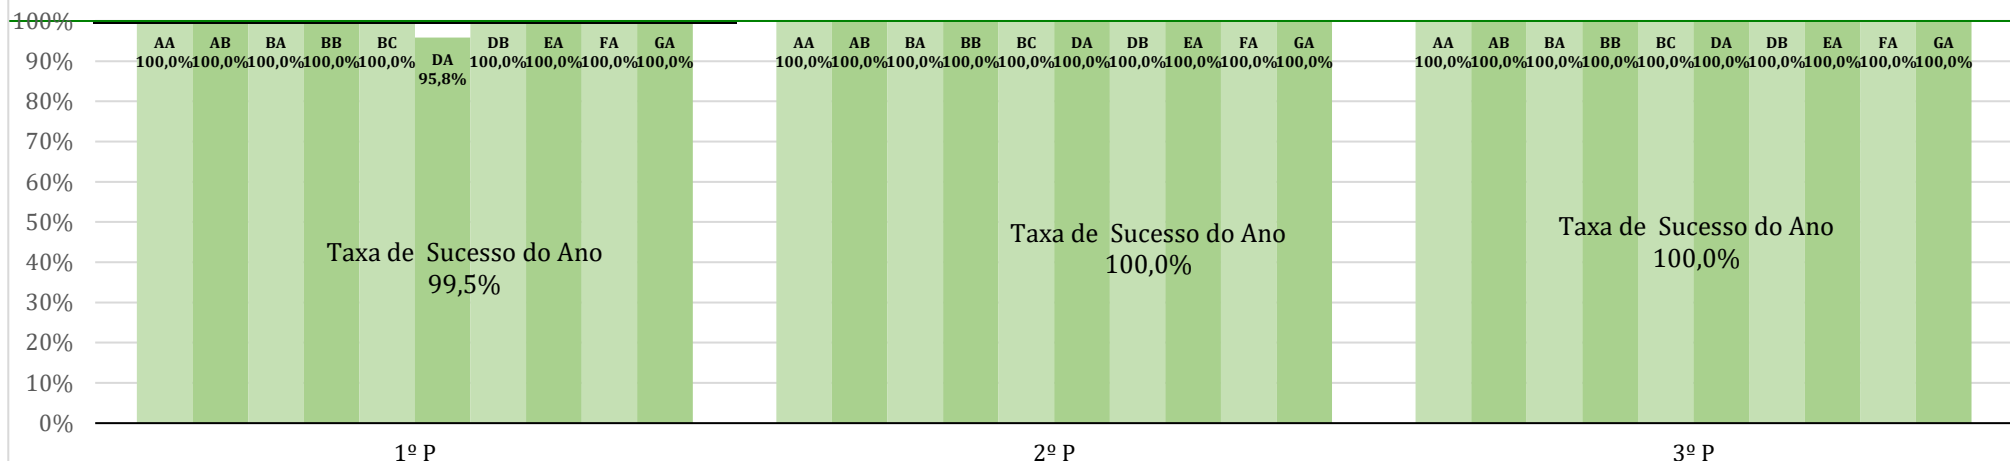 100%
90%
80%
70%
60%
50%
40%
30%
20%
10%
0%
AA AB BA BB BC DA DB EA FA GA
100,0% 100,0% 100,0% 100,0% 100,0% 95,8% 100,0% 100,0% 100,0% 100,0%
Taxa de Sucesso do Ano
99,5%
1º P
AA AB BA BB BC DA DB EA FA GA
100,0% 100,0% 100,0% 100,0% 100,0% 100,0% 100,0% 100,0% 100,0% 100,0%
Taxa de Sucesso do Ano
100,0%
2º P
AA AB BA BB BC DA DB EA FA GA
100,0% 100,0% 100,0% 100,0% 100,0% 100,0% 100,0% 100,0% 100,0% 100,0%
Taxa de Sucesso do Ano
100,0%
3º P